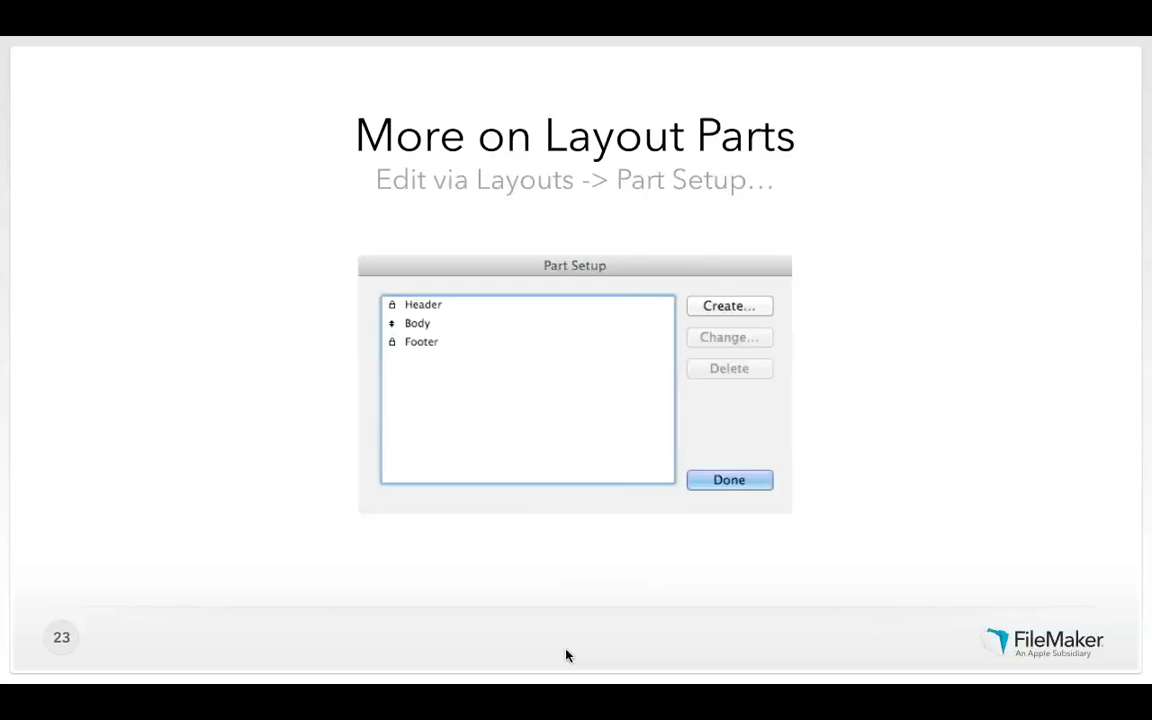 More on Layout Parts
Edit via Layouts -> Part Setup...
Part Setup
Header
Body
Footer
Create...
Change...
Delete
Done
23
FileMaker
An Apple Subsidiary